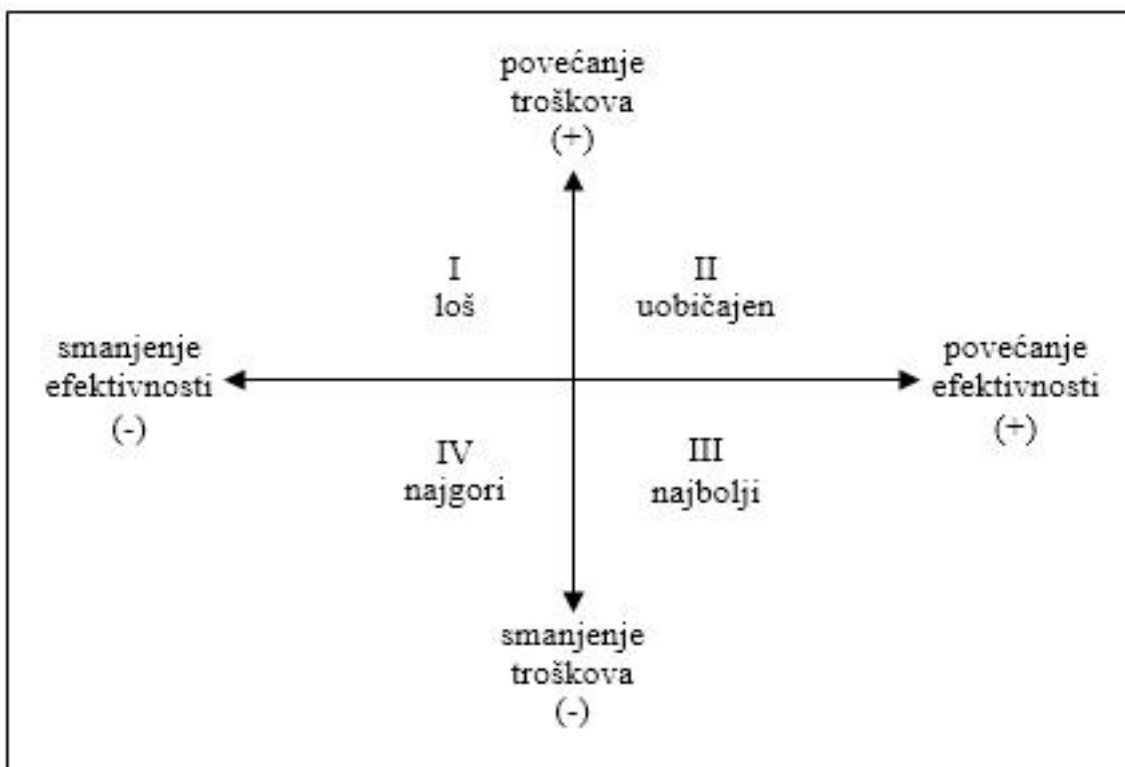 povećanje
troškova
(+)
I
loš
II
uobičajen
smanjenje
efektivnosti
(-)
povećanje
efektivnosti
(+)
IV
najgori
III
najbolji
smanjenje
troškova
(-)